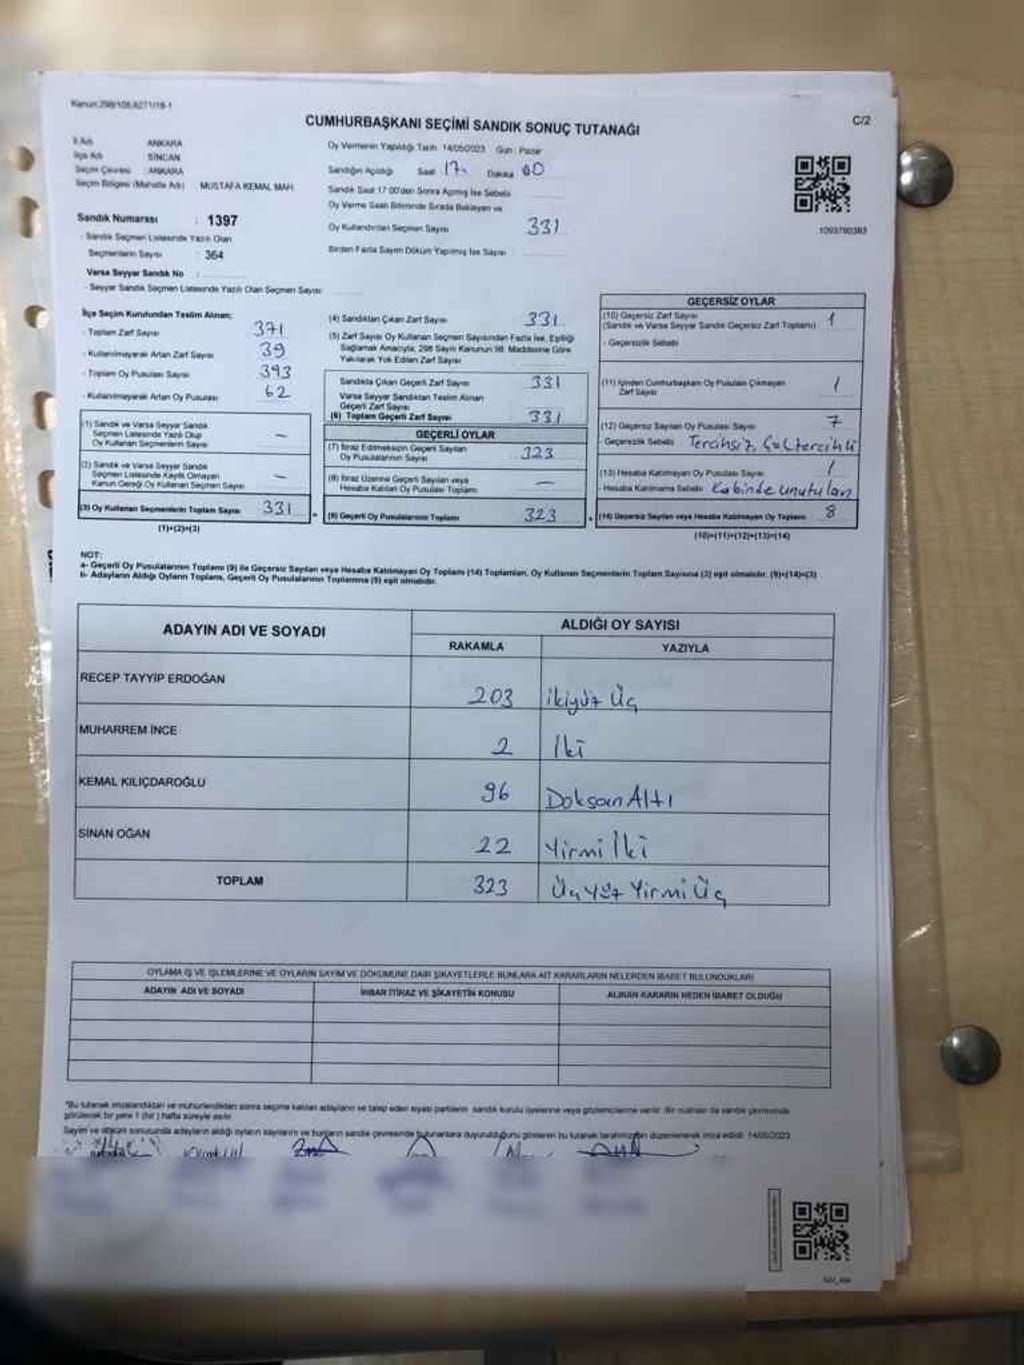 Kanun:298/105,6271/18-1
CUMHURBAŞKANI SEÇİMİ SANDIK SONUÇ TUTANAĞI
C/2
İl Adı ANKARA
İlçe Adı SİNCAN
Seçim Çevresi : ANKARA
Seçim Bölgesi (Mahalle Adı) MUSTAFA KEMAL MAH.
Sandık Numarası : 1397
- Sandık Seçmen Listesinde Yazılı Olan
Seçmenlerin Sayısı : 364
Varsa Seyyar Sandık No :
- Seyyar Sandık Seçmen Listesinde Yazılı Olan Seçmen Sayısı
Oy Vermenin Yapıldığı Tarih 14/05/2023 Gün : Pazar
Sandığın Açıldığı Saat 17 Dakika 00
Sandık Saat 17.00'den Sonra Açılmış İse Sebebi
Oy Verme Saati Bitiminde Sırada Bekleyen ve
Oy Kullandırılan Seçmen Sayısı 331
Birden Fazla Sayım Döküm Yapılmış İse Sayısı
1093780383
İlçe Seçim Kurulundan Teslim Alınan;
- Toplam Zarf Sayısı 371
- Kullanılmayarak Artan Zarf Sayısı 39
- Toplam Oy Pusulası Sayısı 393
- Kullanılmayarak Artan Oy Pusulası 62
(1) Sandık ve Varsa Seyyar Sandık
Seçmen Listesinde Yazılı Olup
Oy Kullanan Seçmenlerin Sayısı —
(2) Sandık ve Varsa Seyyar Sandık
Seçmen Listesinde Kayıtlı Olmayan
Kanun Gereği Oy Kullanan Seçmen Sayısı —
(3) Oy Kullanan Seçmenlerin Toplam Sayısı 331
(1)+(2)=(3)
(4) Sandıktan Çıkan Zarf Sayısı 331
(5) Zarf Sayısı Oy Kullanan Seçmen Sayısından Fazla İse, Eşitliği
Sağlamak Amacıyla, 298 Sayılı Kanunun 98. Maddesine Göre
Yakılarak Yok Edilen Zarf Sayısı
Sandıkta Çıkan Geçerli Zarf Sayısı 331
Varsa Seyyar Sandıktan Teslim Alınan
Geçerli Zarf Sayısı
(6) Toplam Geçerli Zarf Sayısı 331
GEÇERLİ OYLAR
(7) İtiraz Edilmeksizin Geçerli Sayılan
Oy Pusulalarının Sayısı 323
(8) İtiraz Üzerine Geçerli Sayılan veya
Hesaba Katılan Oy Pusulası Toplamı —
(9) Geçerli Oy Pusulalarının Toplamı 323
GEÇERSİZ OYLAR
(10) Geçersiz Zarf Sayısı
(Sandık ve Varsa Seyyar Sandık Geçersiz Zarf Toplamı) 1
- Geçersizlik Sebebi
(11) İçinden Cumhurbaşkanı Oy Pusulası Çıkmayan
Zarf Sayısı /
(12) Geçersiz Sayılan Oy Pusulası Sayısı 7
- Geçersizlik Sebebi Tercihsiz, Çok tercihli
(13) Hesaba Katılmayan Oy Pusulası Sayısı 1
- Hesaba Katılmama Sebebi Kabinde unutulan
(14) Geçersiz Sayılan veya Hesaba Katılmayan Oy Toplamı 8
(10)+(11)+(12)+(13)=(14)
NOT:
a- Geçerli Oy Pusulalarının Toplamı (9) ile Geçersiz Sayılan veya Hesaba Katılmayan Oy Toplamı (14) Toplamları, Oy Kullanan Seçmenlerin Toplam Sayısına (3) eşit olmalıdır. (9)+(14)=(3)
b- Adayların Aldığı Oyların Toplamı, Geçerli Oy Pusulalarının Toplamına (9) eşit olmalıdır.
ADAYIN ADI VE SOYADI
ALDIĞI OY SAYISI
RAKAMLA YAZIYLA
RECEP TAYYİP ERDOĞAN 203 ikiyüz Üç
MUHARREM İNCE 2 İki
KEMAL KILIÇDAROĞLU 96 Doksan Altı
SİNAN OĞAN 22 Yirmi İki
TOPLAM 323 Üç Yüz Yirmi Üç
OYLAMA İŞ VE İŞLEMLERİNE VE OYLARIN SAYIM VE DÖKÜMÜNE DAİR ŞİKAYETLERLE BUNLARA AİT KARARLARIN NELERDEN İBARET BULUNDUKLARI
ADAYIN ADI VE SOYADI İHBAR İTİRAZ VE ŞİKAYETİN KONUSU ALINAN KARARIN NEDEN İBARET OLDUĞU
*Bu tutanak imzalandıktan ve mühürlendikten sonra seçime katılan adayların ve talep eden siyasi partilerin sandık kurulu üyelerine veya gözlemcilerine verilir. Bir nüshası da sandık çevresinde
görülecek bir yere 1 (bir) hafta süreyle asılır.
Sayım ve döküm sonucunda adayların aldığı oyların sayılarını ve bunların sandık çevresinde bulunanlara duyurulduğunu gösteren bu tutanak tarafımızdan düzenlenerek imza edildi. 14/05/2023